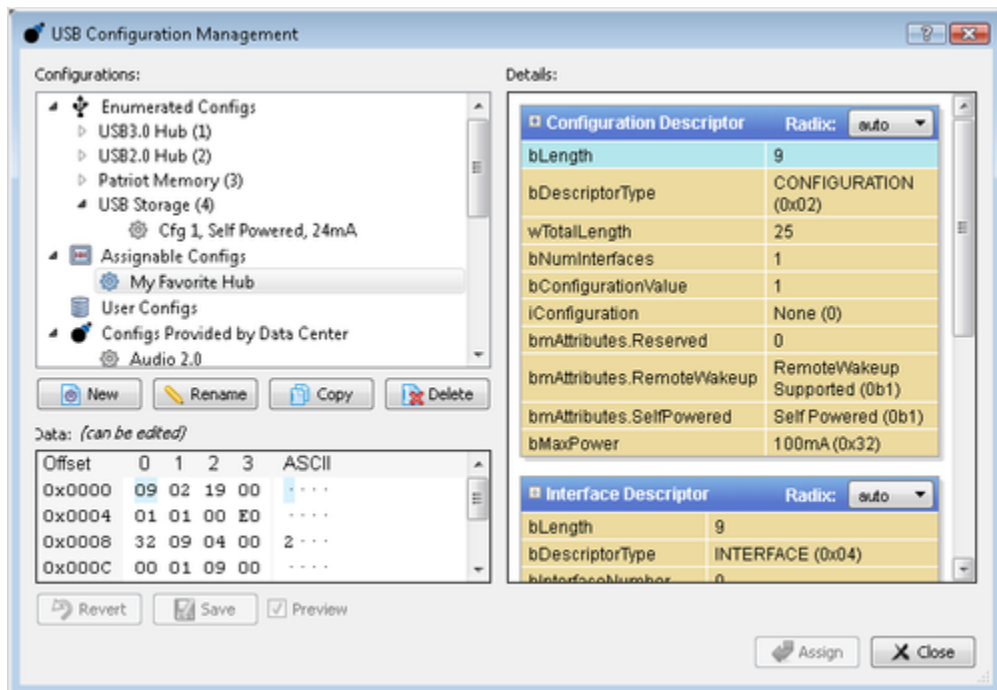 USB Configuration Management
Configurations:
Enumerated Configs
USB3.0 Hub (1)
USB2.0 Hub (2)
Patriot Memory (3)
USB Storage (4)
Cfg 1, Self Powered, 24mA
Assignable Configs
My Favorite Hub
User Configs
Configs Provided by Data Center
Audio 2.0
New Rename Copy Delete
Data: (can be edited)
Offset 0 1 2 3 ASCII
0x0000 09 02 19 00 ....
0x0004 01 01 00 E0 ....
0x0008 32 09 04 00 2...
0x000C 00 01 09 00 ....
Revert Save Preview
Details:
Configuration Descriptor Radix: auto
bLength 9
bDescriptorType CONFIGURATION (0x02)
wTotalLength 25
bNumInterfaces 1
bConfigurationValue 1
iConfiguration None (0)
bmAttributes.Reserved 0
bmAttributes.RemoteWakeup RemoteWakeup Supported (0b1)
bmAttributes.SelfPowered Self Powered (0b1)
bMaxPower 100mA (0x32)
Interface Descriptor Radix: auto
bLength 9
bDescriptorType INTERFACE (0x04)
bInterfaceNumber 0
Assign Close